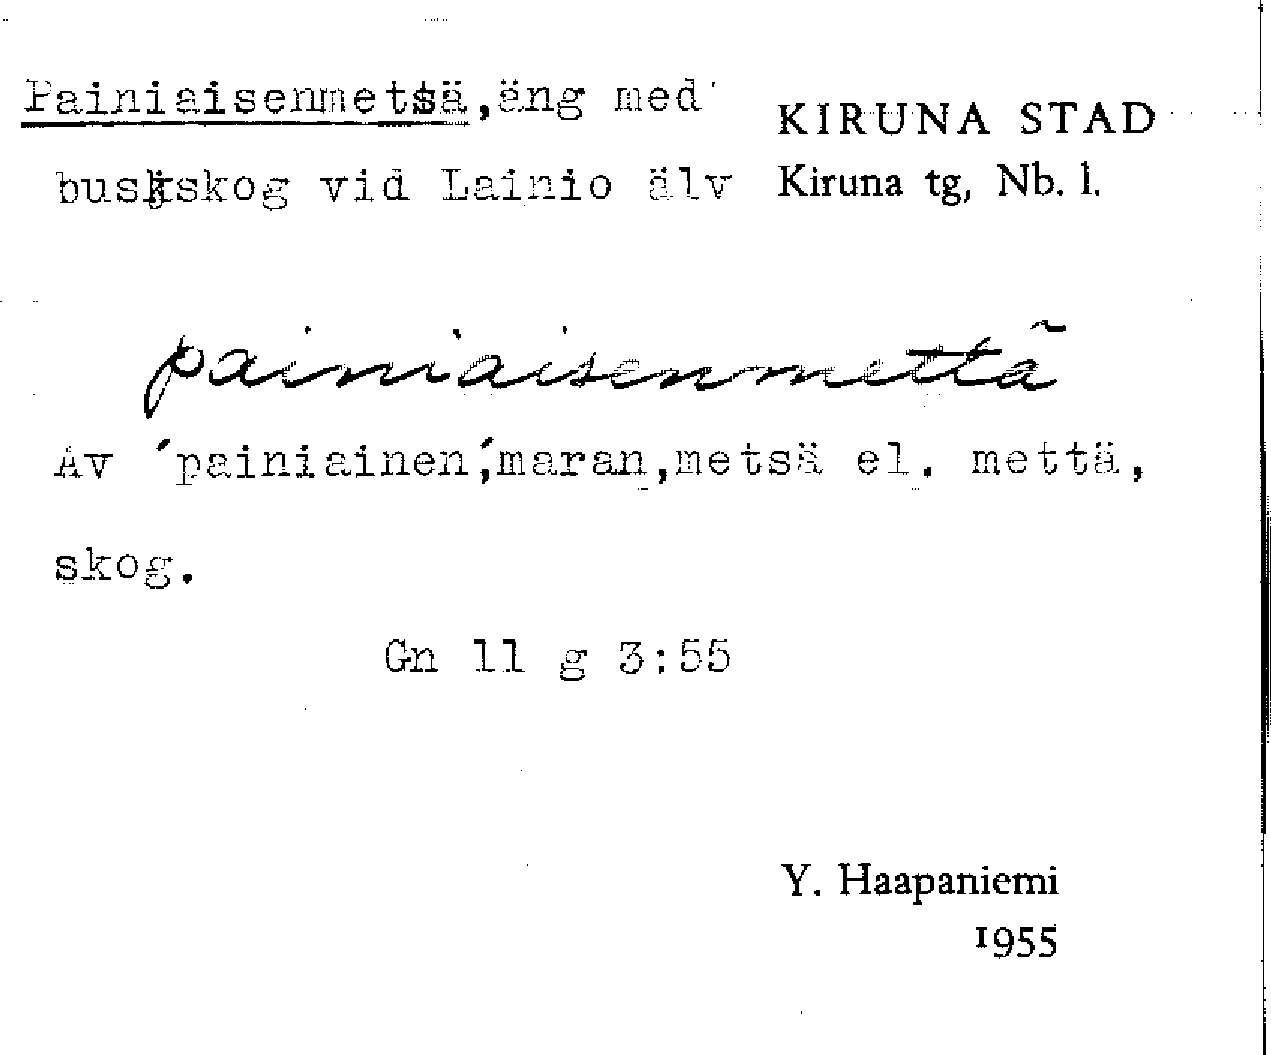 Painiaisenmetsä, äng med
KIRUNA STAD
buskskog vid Lainio älv
Kiruna tg, Nb. l.
painiaisenmettä
Av ´painiainen,´maran,metsä el. mettä,
skog.
Gn 11 g 3:55
Y. Haapaniemi
1955